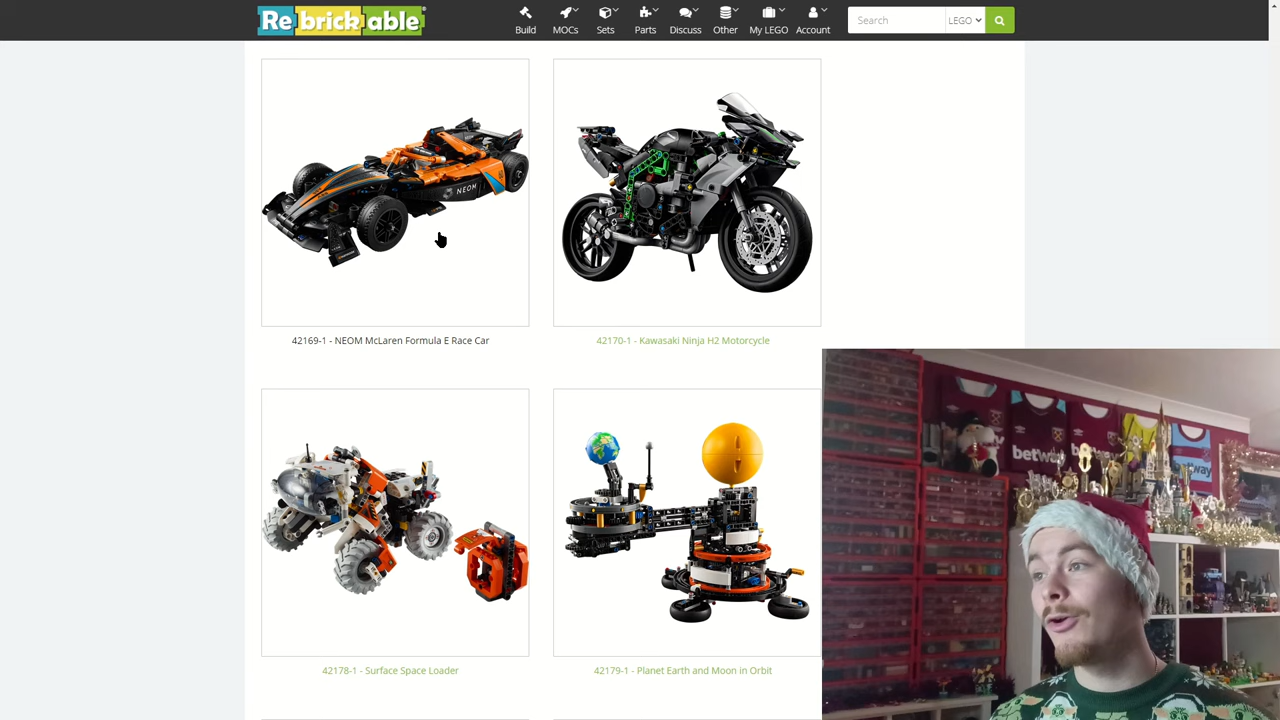 Rebrickable®
Build
MOCs
Sets
Parts
Discuss
Other
My LEGO
Account
Search
LEGO
NEOM
42169-1 - NEOM McLaren Formula E Race Car
42170-1 - Kawasaki Ninja H2 Motorcycle
42178-1 - Surface Space Loader
42179-1 - Planet Earth and Moon in Orbit
betw
betway